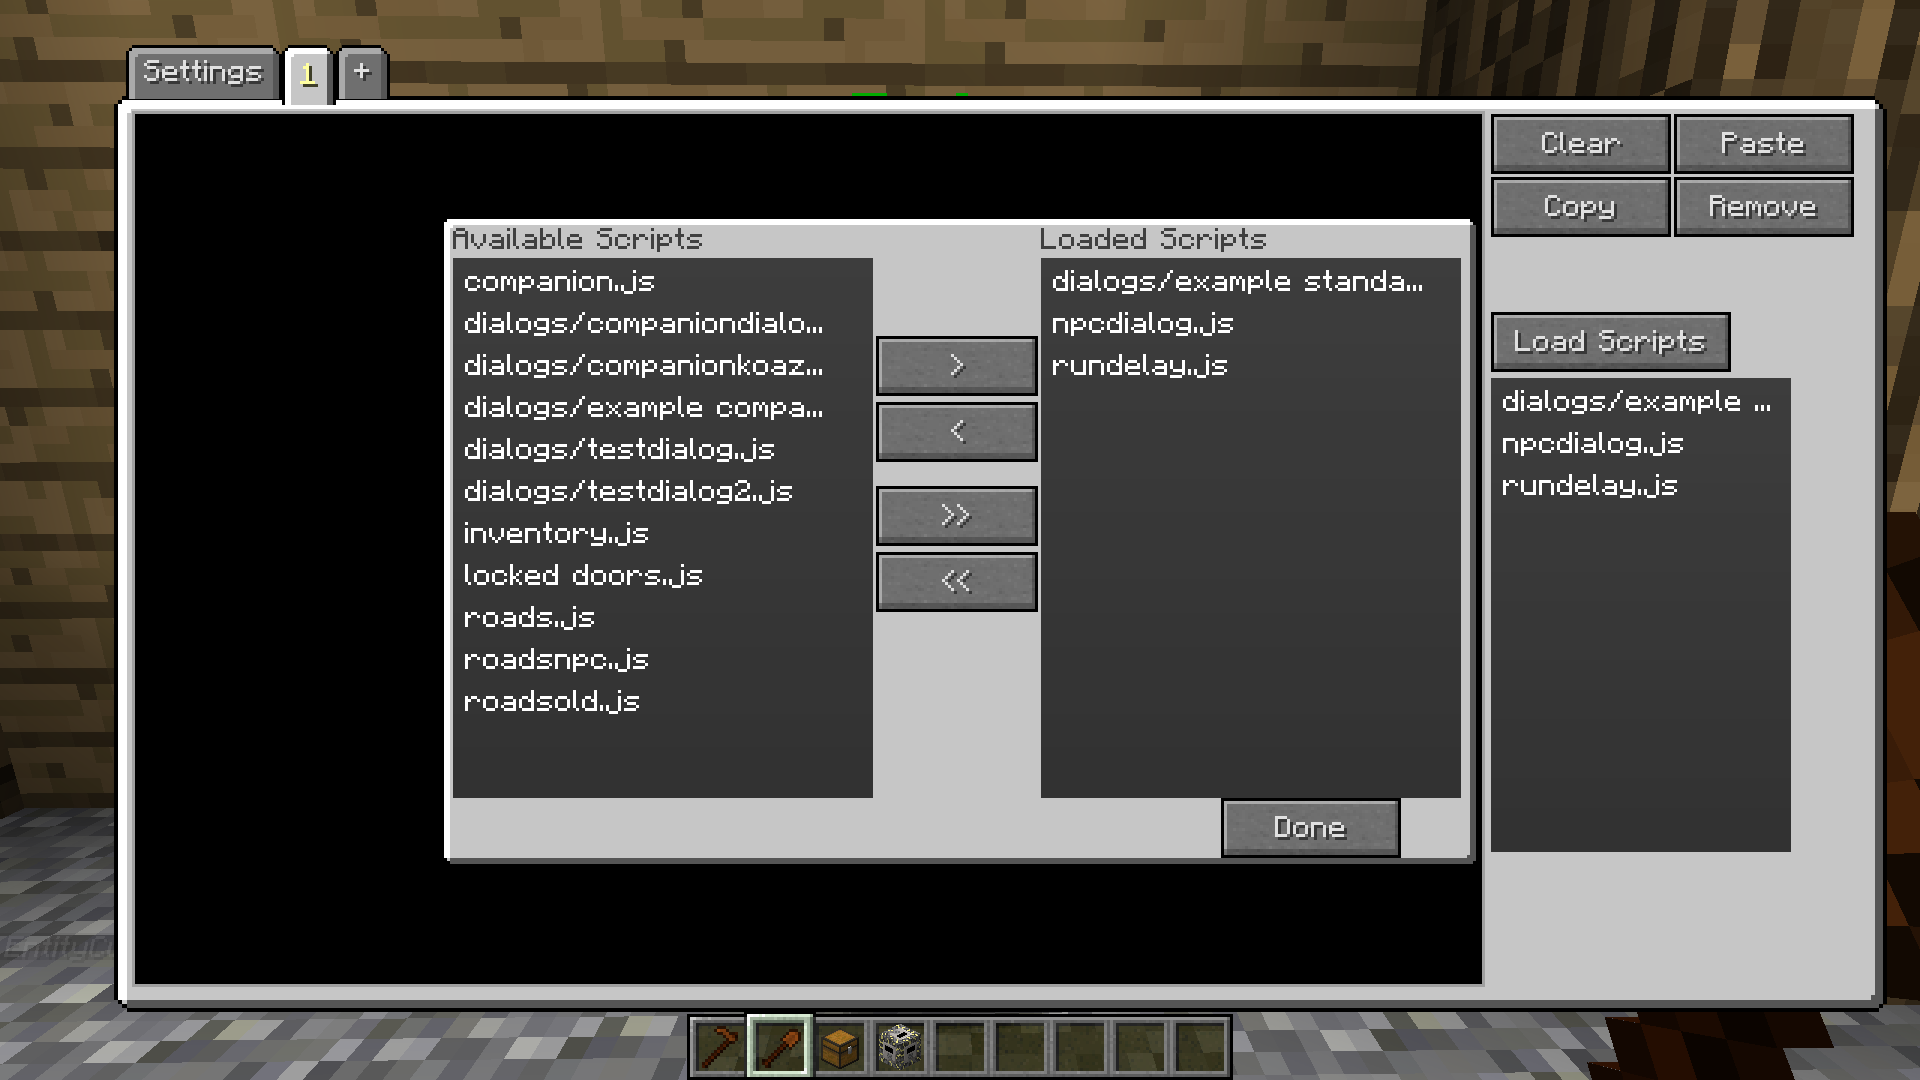 Settings
1
+
Clear
Paste
Copy
Remove
Available Scripts
Loaded Scripts
companion.js
dialogs/companiondialo...
dialogs/companionkoaz...
dialogs/example compa...
dialogs/testdialog.js
dialogs/testdialog2.js
inventory.js
locked doors.js
roads.js
roadsnpc.js
roadsold.js
>
<
>>
<<
dialogs/example standa...
npcdialog.js
rundelay.js
Done
Load Scripts
dialogs/example ...
npcdialog.js
rundelay.js